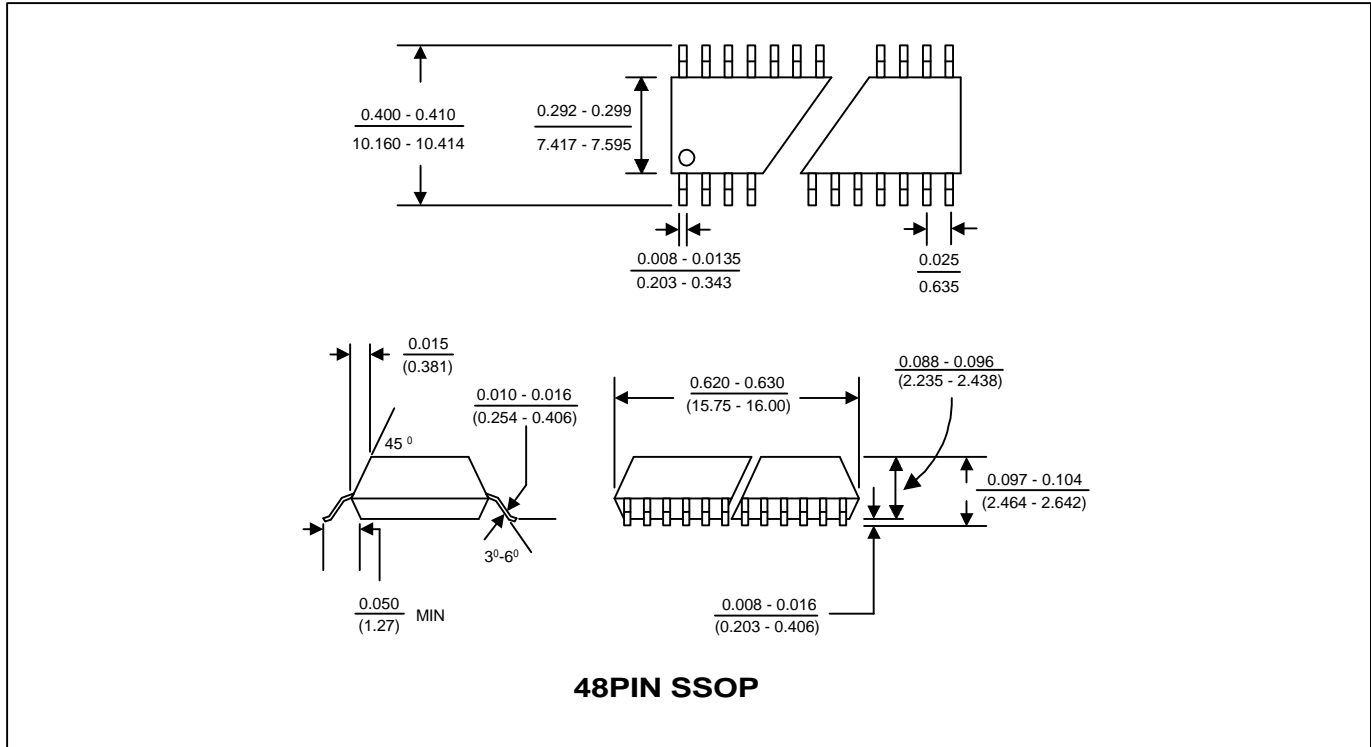 0.400 - 0.410
10.160 - 10.414
0.292 - 0.299
7.417 - 7.595
0.008 - 0.0135
0.203 - 0.343
0.025
0.635
0.015
(0.381)
0.010 - 0.016
(0.254 - 0.406)
45 ⁰
3⁰-6⁰
0.050
(1.27)
MIN
0.620 - 0.630
(15.75 - 16.00)
0.088 - 0.096
(2.235 - 2.438)
0.097 - 0.104
(2.464 - 2.642)
0.008 - 0.016
(0.203 - 0.406)
48PIN SSOP